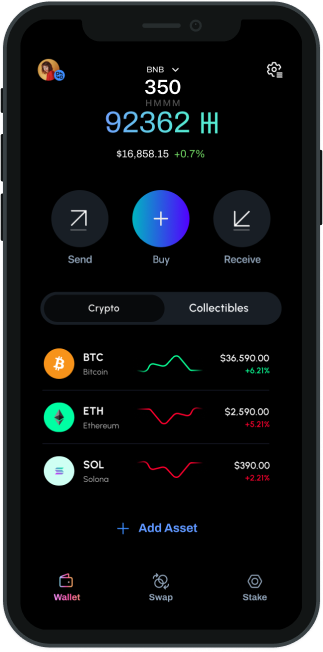 BNB
350
HMMM
92362
$16,858.15 +0.7%
Send Buy Receive
Crypto Collectibles
BTC $36,590.00
Bitcoin +6.21%
ETH $2,590.00
Ethereum +5.21%
SOL $390.00
Solona +2.21%
+ Add Asset
Wallet Swap Stake